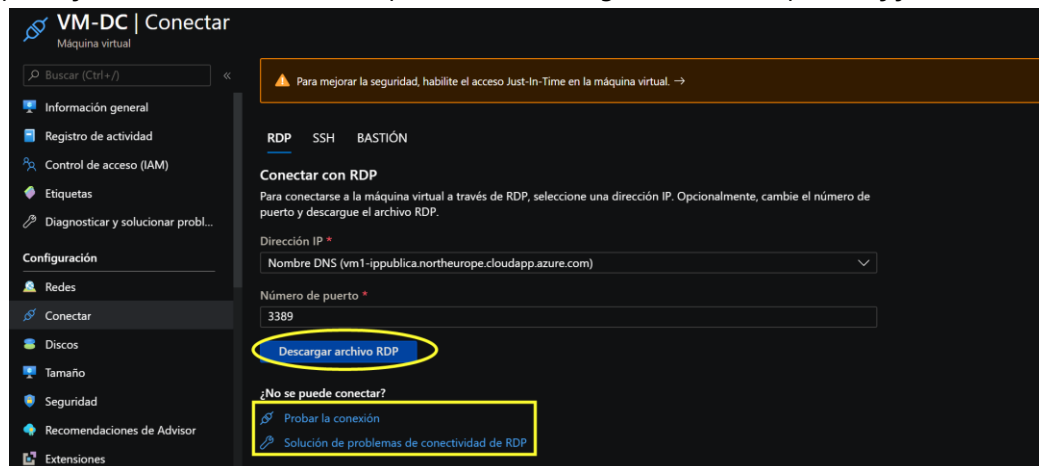 VM-DC | Conectar
Máquina virtual
Buscar (Ctrl+/)
«
Información general
Registro de actividad
Control de acceso (IAM)
Etiquetas
Diagnosticar y solucionar probl...
Configuración
Redes
Conectar
Discos
Tamaño
Seguridad
Recomendaciones de Advisor
Extensiones
Para mejorar la seguridad, habilite el acceso Just-In-Time en la máquina virtual. →
RDP SSH BASTIÓN
Conectar con RDP
Para conectarse a la máquina virtual a través de RDP, seleccione una dirección IP. Opcionalmente, cambie el número de
puerto y descargue el archivo RDP.
Dirección IP *
Nombre DNS (vm1-ippublica.northeurope.cloudapp.azure.com)
Número de puerto *
3389
Descargar archivo RDP
¿No se puede conectar?
Probar la conexión
Solución de problemas de conectividad de RDP